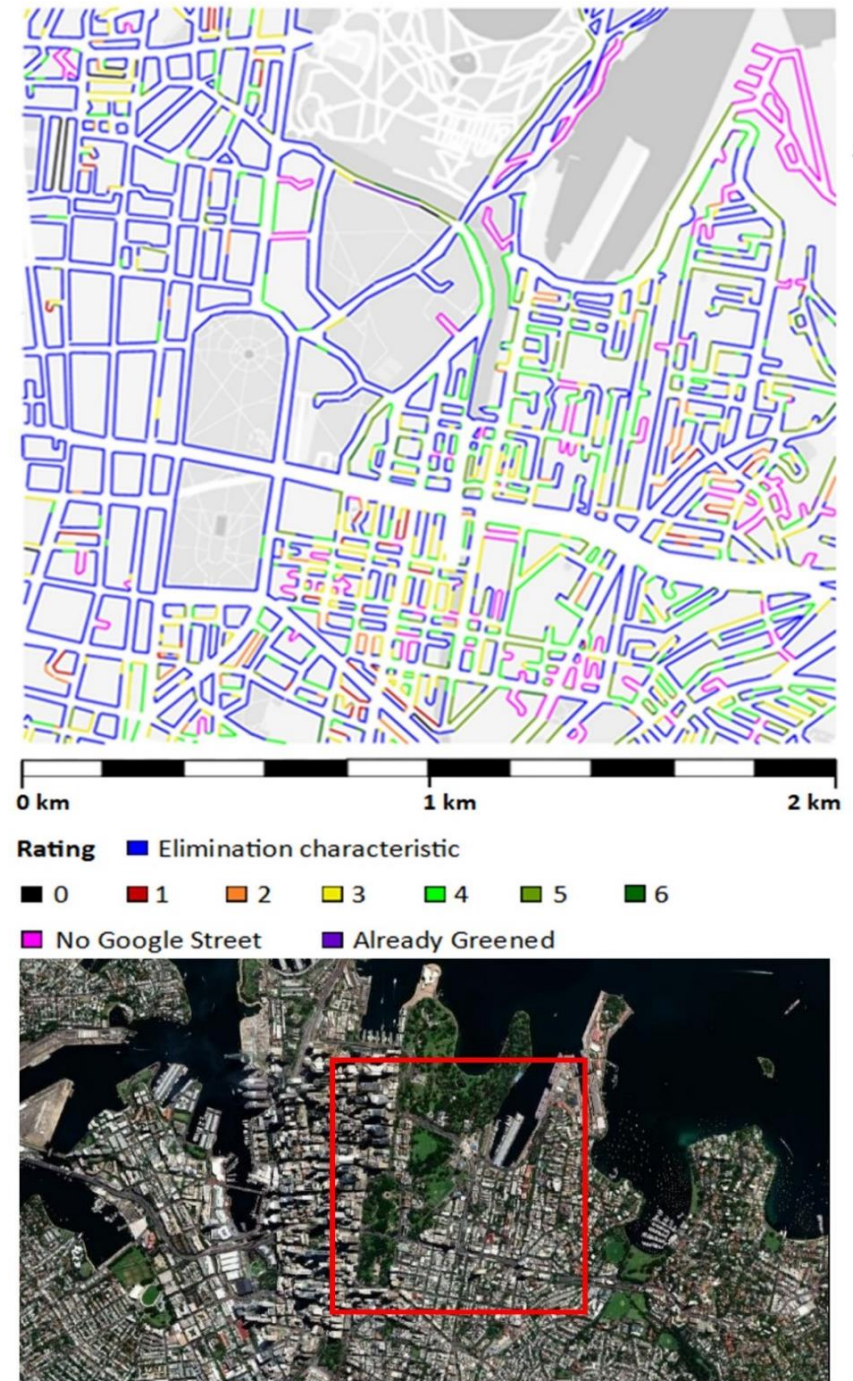 0 km 1 km 2 km
Rating Elimination characteristic
0 1 2 3 4 5 6
No Google Street Already Greened